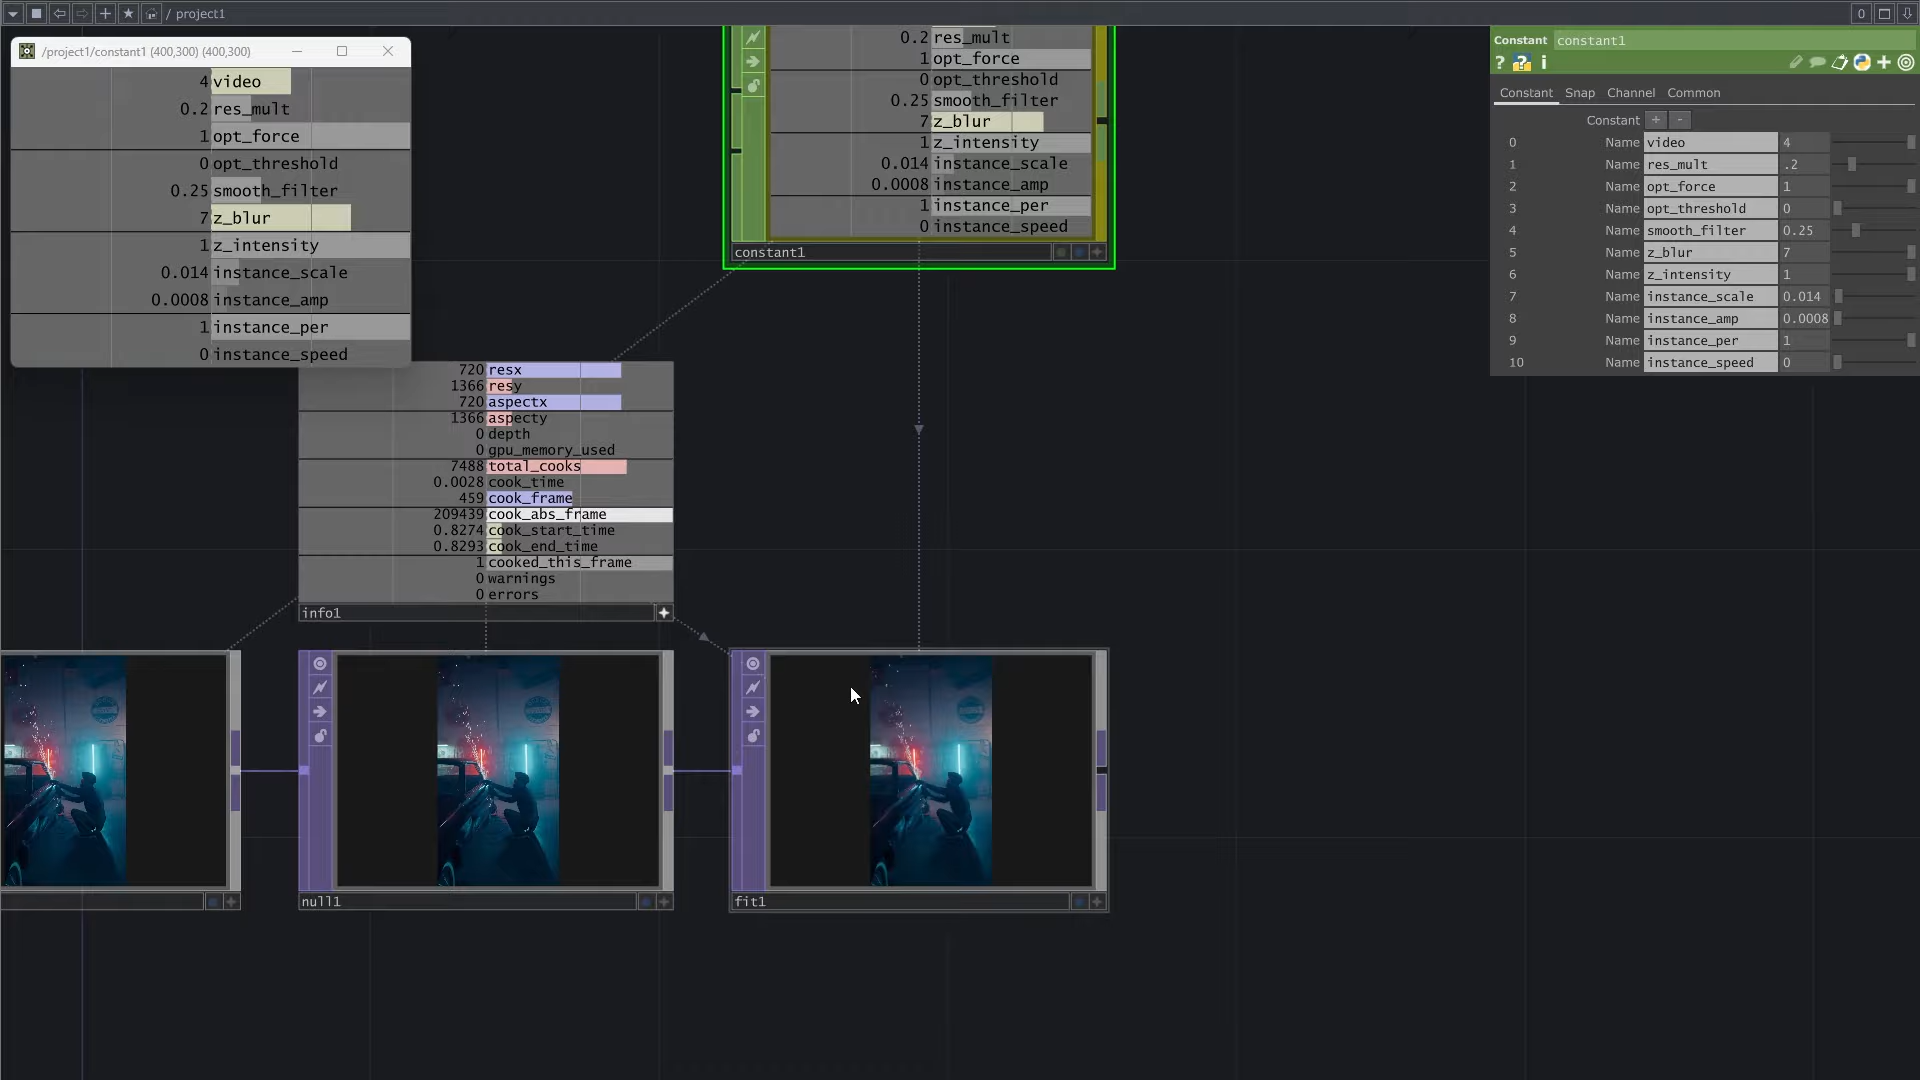 / project1
0
/project1/constant1 (400,300) (400,300)
4 video
0.2 res_mult
1 opt_force
0 opt_threshold
0.25 smooth_filter
7 z_blur
1 z_intensity
0.014 instance_scale
0.0008 instance_amp
1 instance_per
0 instance_speed
0.2 res_mult
1 opt_force
0 opt_threshold
0.25 smooth_filter
7 z_blur
1 z_intensity
0.014 instance_scale
0.0008 instance_amp
1 instance_per
0 instance_speed
constant1
Constant constant1
? ? i
Constant Snap Channel Common
Constant + -
0 Name video 4
1 Name res_mult .2
2 Name opt_force 1
3 Name opt_threshold 0
4 Name smooth_filter 0.25
5 Name z_blur 7
6 Name z_intensity 1
7 Name instance_scale 0.014
8 Name instance_amp 0.0008
9 Name instance_per 1
10 Name instance_speed 0
720 resx
1366 resy
720 aspectx
1366 aspecty
0 depth
0 gpu_memory_used
7488 total_cooks
0.0028 cook_time
459 cook_frame
209439 cook_abs_frame
0.8274 cook_start_time
0.8293 cook_end_time
1 cooked_this_frame
0 warnings
0 errors
info1
null1
fit1